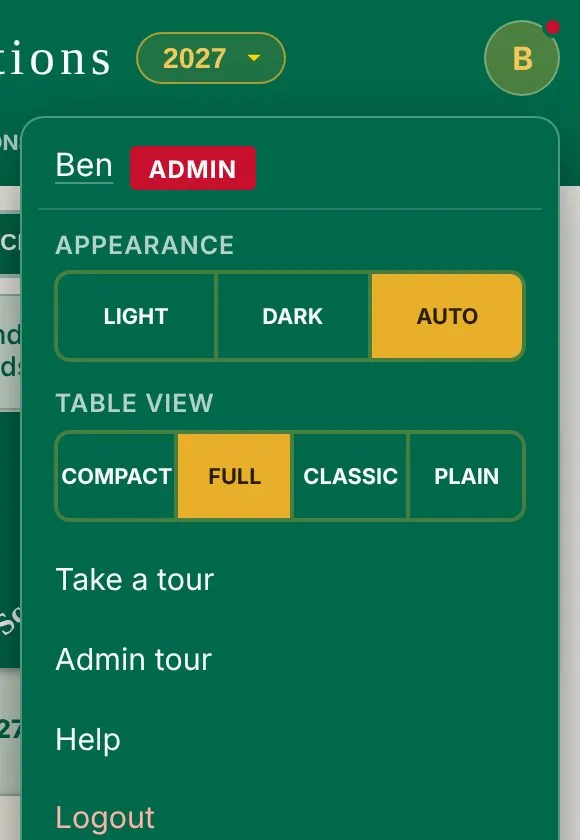 tions 2027 B
Ben ADMIN
APPEARANCE
LIGHT DARK AUTO
TABLE VIEW
COMPACT FULL CLASSIC PLAIN
Take a tour
Admin tour
Help
Logout